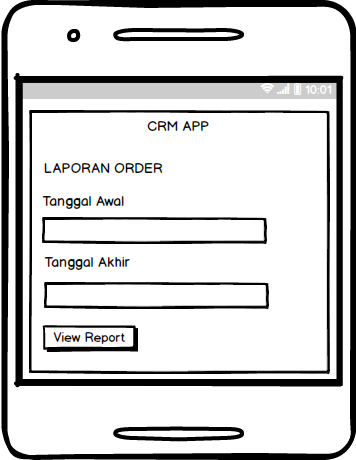 10:01
CRM APP
LAPORAN ORDER
Tanggal Awal
Tanggal Akhir
View Report